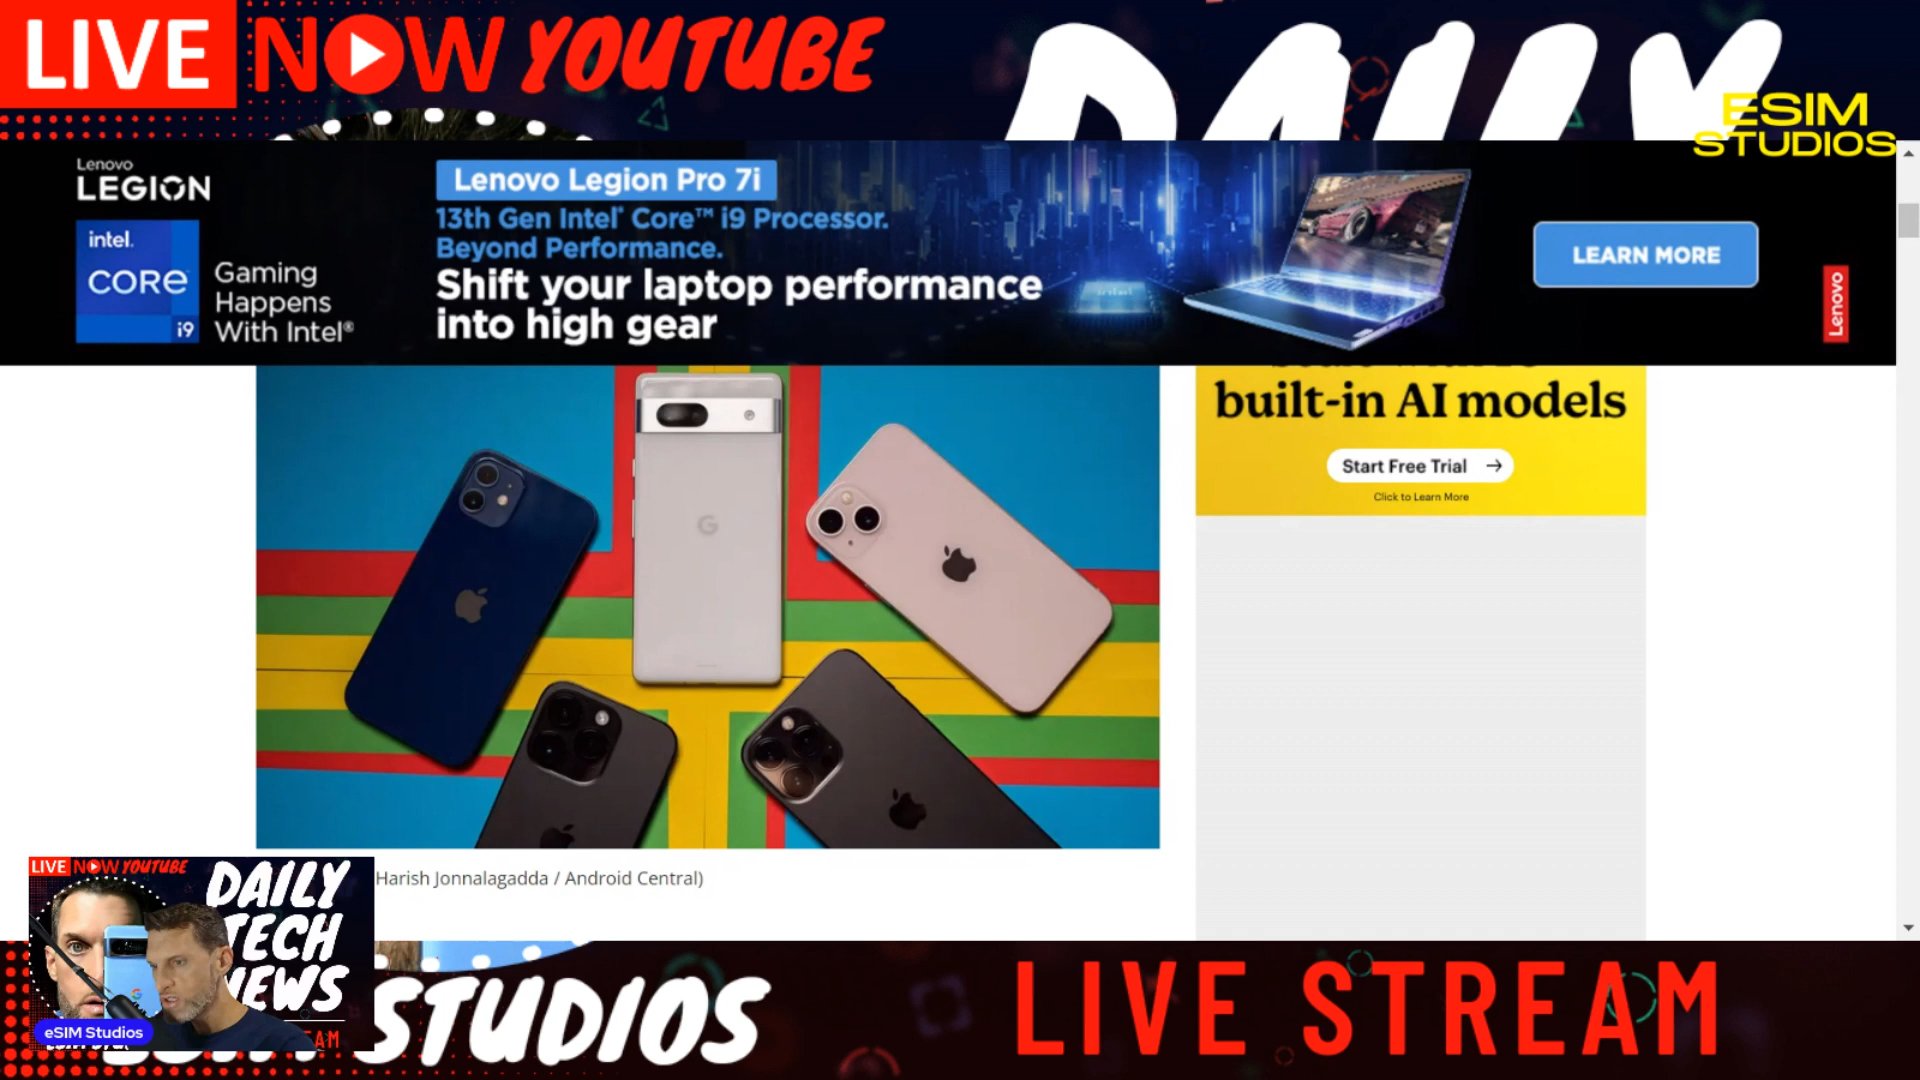 LIVE NOW YOUTUBE
DAILY
ESIM
STUDIOS
Lenovo
LEGION
intel.
CORE
i9
Gaming
Happens
With Intel®
Lenovo Legion Pro 7i
13th Gen Intel® Core™ i9 Processor.
Beyond Performance.
Shift your laptop performance
into high gear
intel
LEARN MORE
Lenovo
built-in AI models
Start Free Trial →
Click to Learn More
G
Harish Jonnalagadda / Android Central)
LIVE NOW YOUTUBE
DAILY
TECH
NEWS
eSIM Studios
STUDIOS
LIVE STREAM